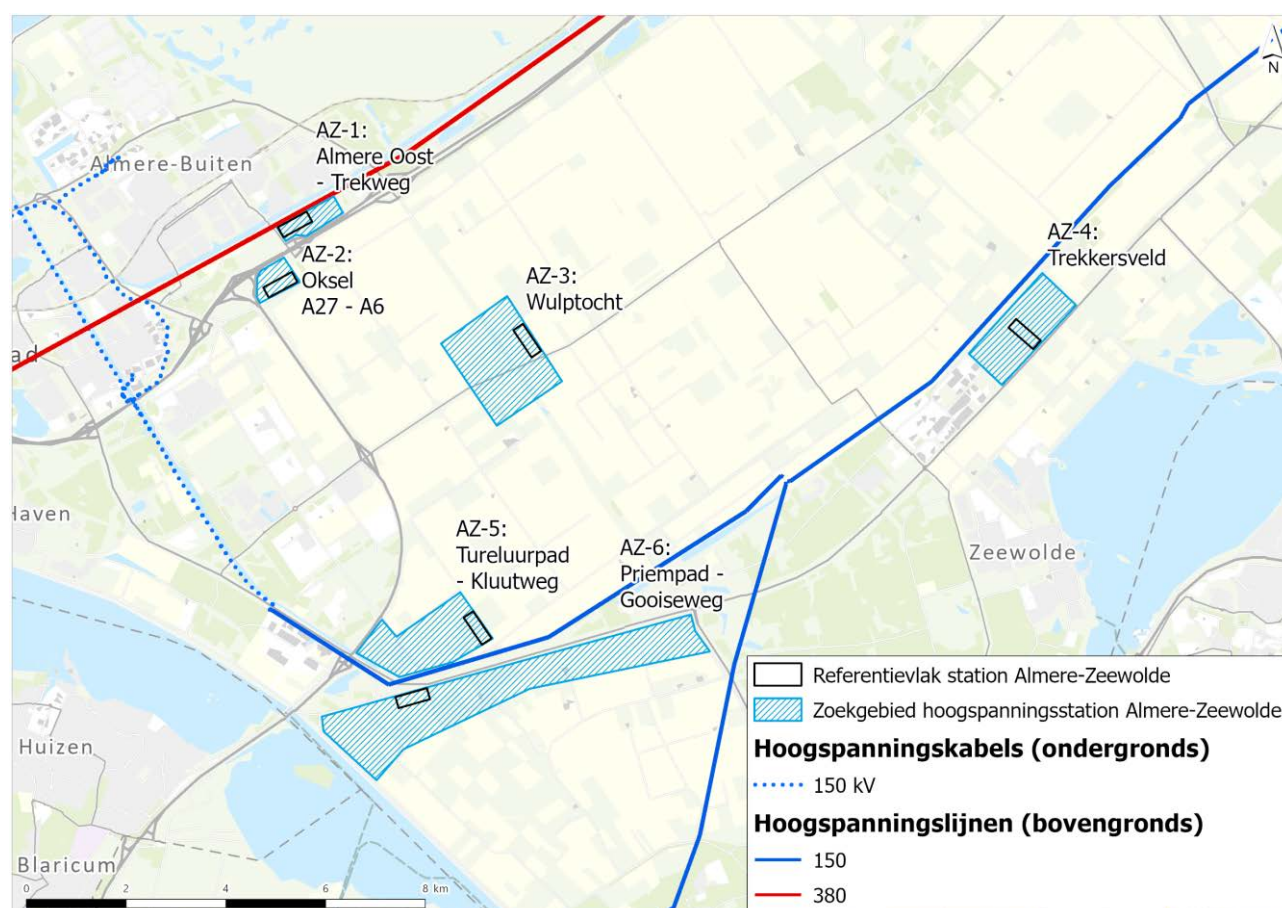 N
AZ-1:
Almere Oost
- Trekweg
Almere-Buiten
AZ-2:
Oksel
A27 - A6
AZ-3:
Wulptocht
AZ-4:
Trekkersveld
ad
Haven
AZ-5:
Tureluurpad
- Kluutweg
AZ-6:
Priempad -
Gooiseweg
Zeewolde
Huizen
Blaricum
0 2 4 6 8 km
Referentievlak station Almere-Zeewolde
Zoekgebied hoogspanningsstation Almere-Zeewolde
Hoogspanningskabels (ondergronds)
150 kV
Hoogspanningslijnen (bovengronds)
150
380